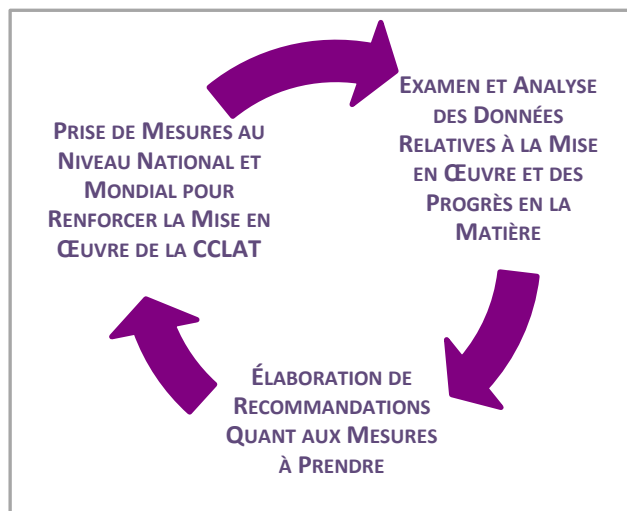 PRISE DE MESURES AU
NIVEAU NATIONAL ET
MONDIAL POUR
RENFORCER LA MISE EN
ŒUVRE DE LA CCLAT
EXAMEN ET ANALYSE
DES DONNÉES
RELATIVES À LA MISE
EN ŒUVRE ET DES
PROGRÈS EN LA
MATIÈRE
ÉLABORATION DE
RECOMMANDATIONS
QUANT AUX MESURES
À PRENDRE